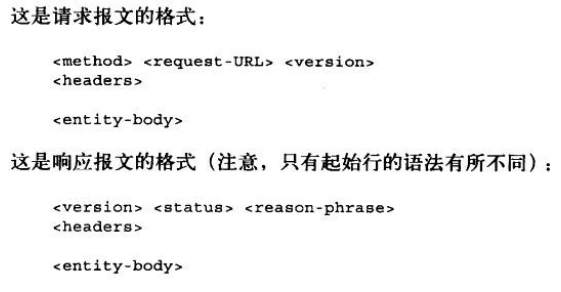 这是请求报文的格式：
<method> <request-URL> <version>
<headers>
<entity-body>
这是响应报文的格式（注意，只有起始行的语法有所不同）：
<version> <status> <reason-phrase>
<headers>
<entity-body>